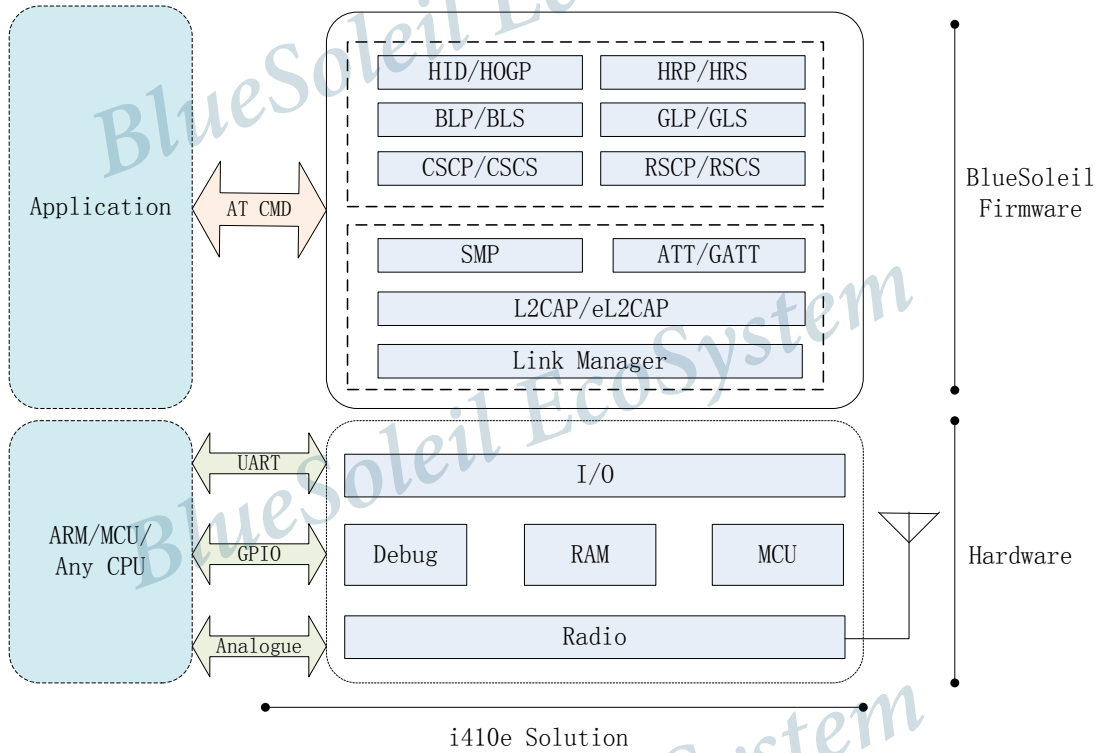 BlueSoleil EcoSystem
HID/HOGP
HRP/HRS
BLP/BLS
GLP/GLS
CSCP/CSCS
RSCP/RSCS
Application
AT CMD
BlueSoleil
Firmware
SMP
ATT/GATT
L2CAP/eL2CAP
Link Manager
BlueSoleil EcoSystem
UART
I/O
ARM/MCU/
Any CPU
GPIO
Debug
RAM
MCU
Hardware
Analogue
Radio
i410e Solution